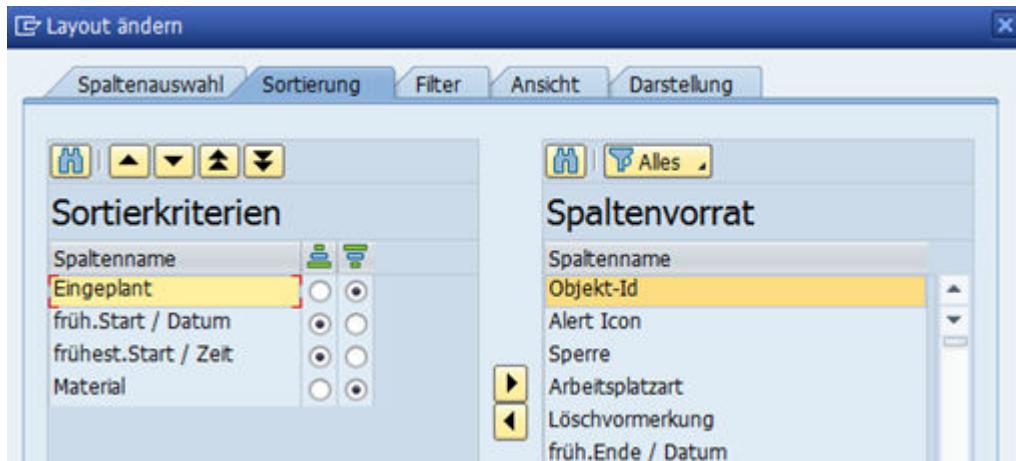 Layout ändern
Spaltenauswahl Sortierung Filter Ansicht Darstellung
Alles
Sortierkriterien
Spaltenname
Eingeplant
früh.Start / Datum
frühest.Start / Zeit
Material
Spaltenvorrat
Spaltenname
Objekt-Id
Alert Icon
Sperre
Arbeitsplatzart
Löschvormerkung
früh.Ende / Datum